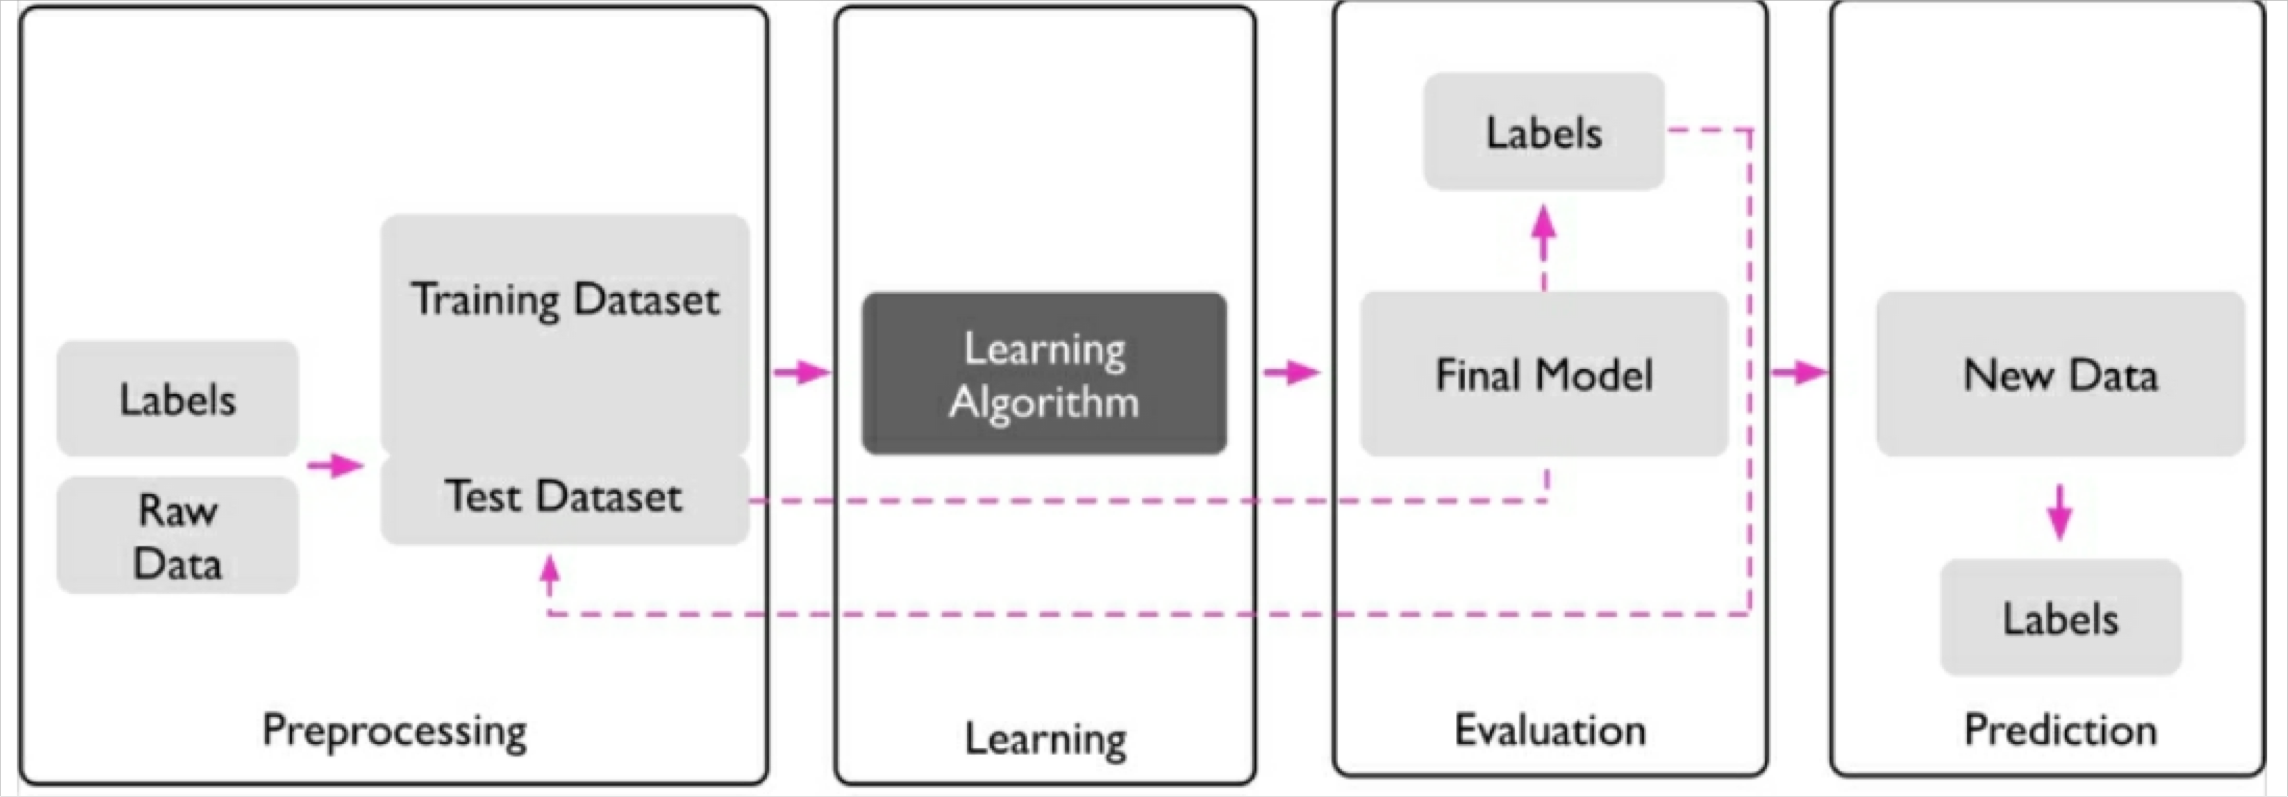 Labels
Raw
Data
Training Dataset
Test Dataset
Preprocessing
Learning
Algorithm
Learning
Labels
Final Model
Evaluation
New Data
Labels
Prediction